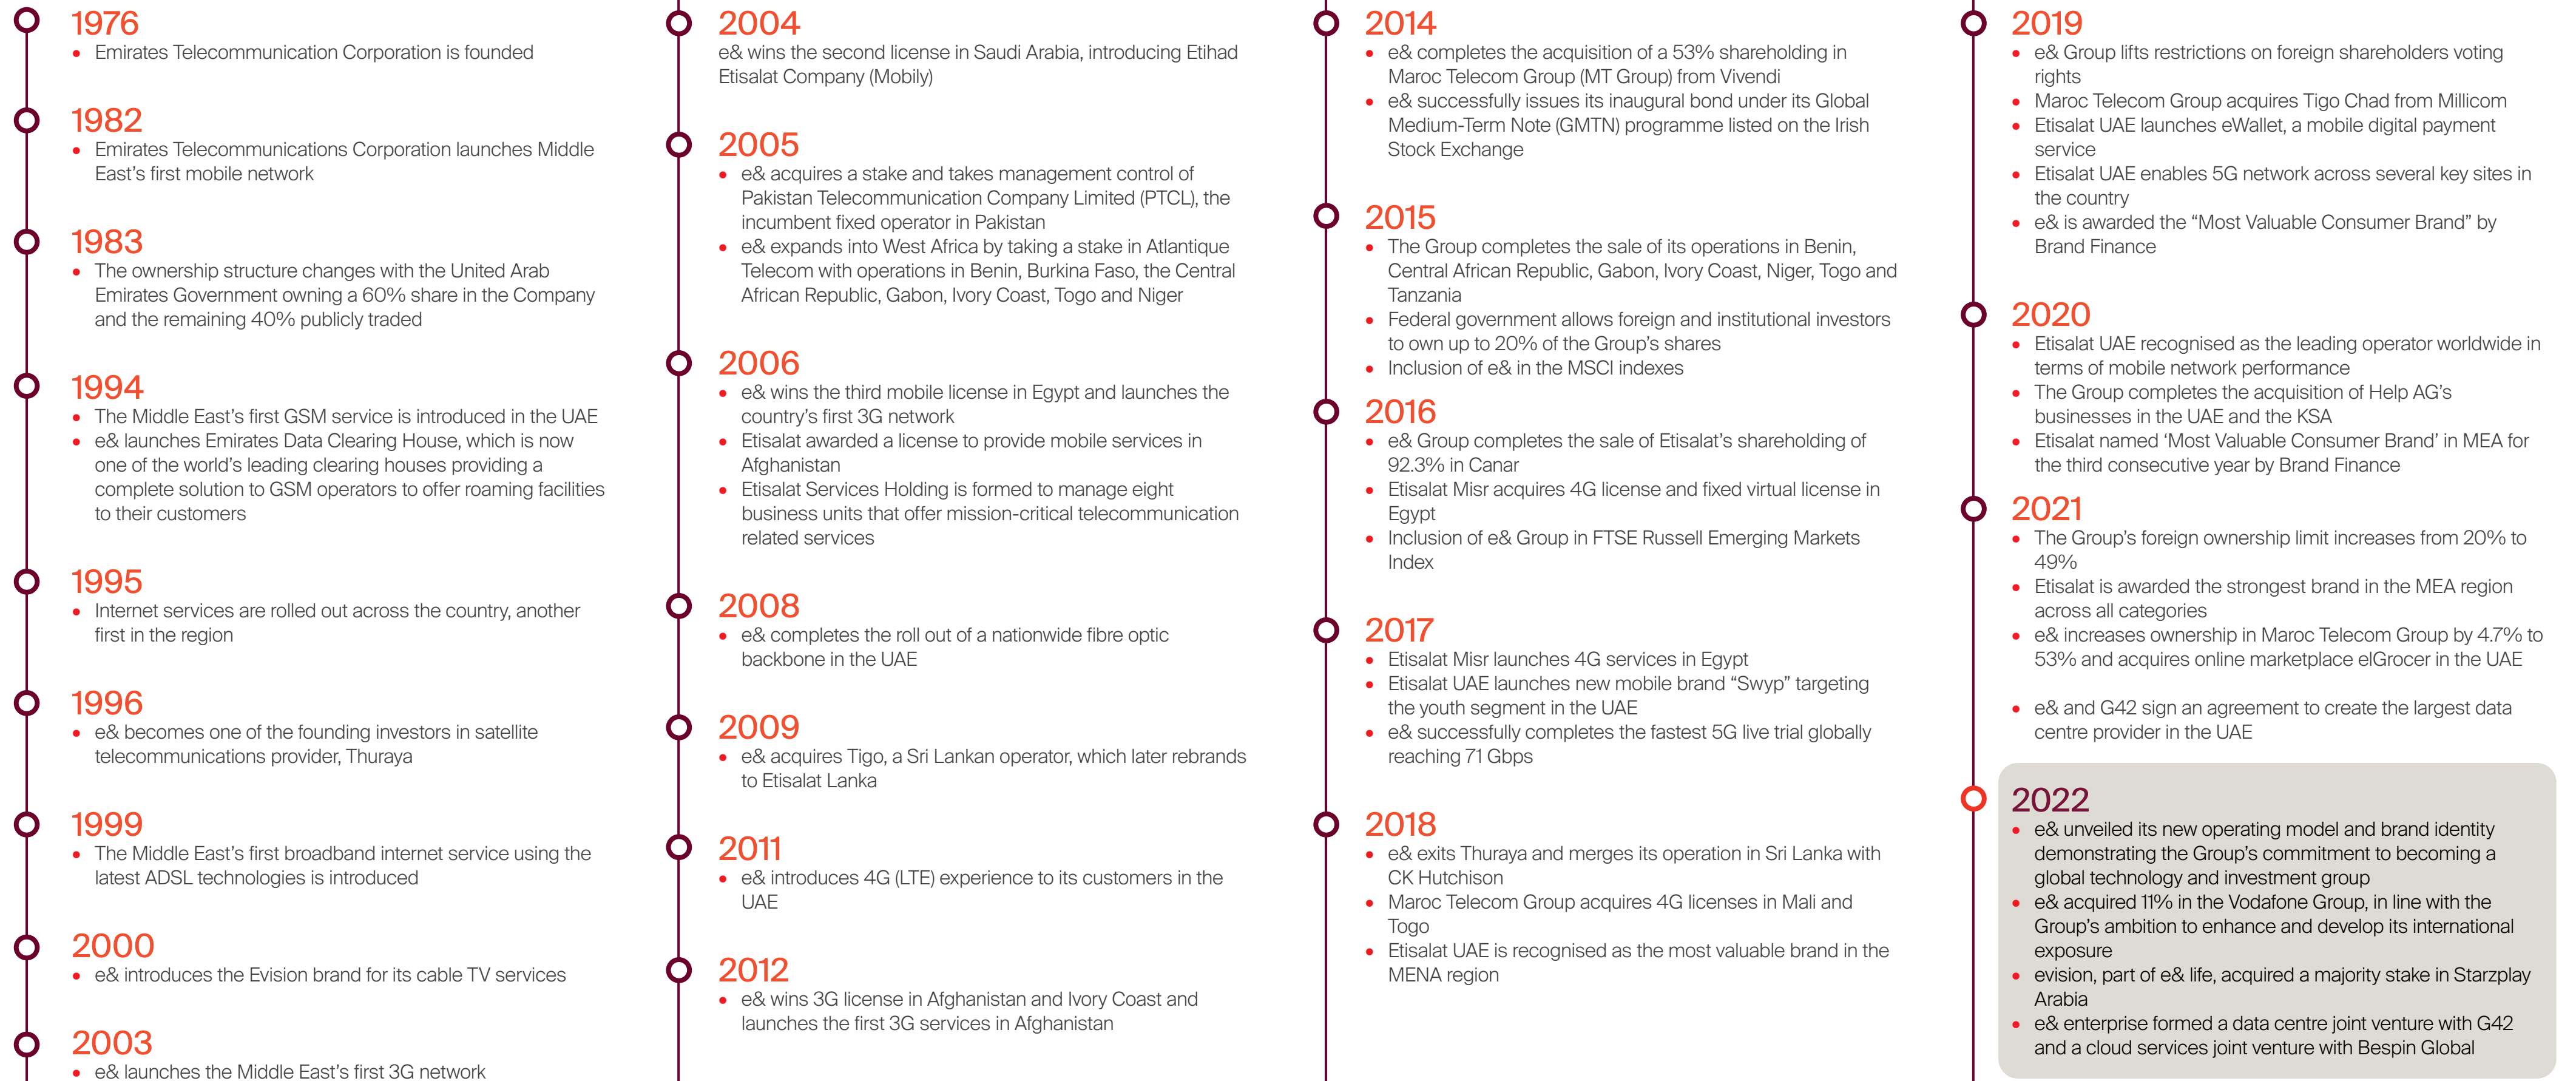 1976
• Emirates Telecommunication Corporation is founded
1982
• Emirates Telecommunications Corporation launches Middle
East's first mobile network
1983
• The ownership structure changes with the United Arab
Emirates Government owning a 60% share in the Company
and the remaining 40% publicly traded
1994
• The Middle East's first GSM service is introduced in the UAE
• e& launches Emirates Data Clearing House, which is now
one of the world's leading clearing houses providing a
complete solution to GSM operators to offer roaming facilities
to their customers
1995
• Internet services are rolled out across the country, another
first in the region
1996
• e& becomes one of the founding investors in satellite
telecommunications provider, Thuraya
1999
• The Middle East's first broadband internet service using the
latest ADSL technologies is introduced
2000
• e& introduces the Evision brand for its cable TV services
2003
• e& launches the Middle East's first 3G network
2004
e& wins the second license in Saudi Arabia, introducing Etihad
Etisalat Company (Mobily)
2005
• e& acquires a stake and takes management control of
Pakistan Telecommunication Company Limited (PTCL), the
incumbent fixed operator in Pakistan
• e& expands into West Africa by taking a stake in Atlantique
Telecom with operations in Benin, Burkina Faso, the Central
African Republic, Gabon, Ivory Coast, Togo and Niger
2006
• e& wins the third mobile license in Egypt and launches the
country's first 3G network
• Etisalat awarded a license to provide mobile services in
Afghanistan
• Etisalat Services Holding is formed to manage eight
business units that offer mission-critical telecommunication
related services
2008
• e& completes the roll out of a nationwide fibre optic
backbone in the UAE
2009
• e& acquires Tigo, a Sri Lankan operator, which later rebrands
to Etisalat Lanka
2011
• e& introduces 4G (LTE) experience to its customers in the
UAE
2012
• e& wins 3G license in Afghanistan and Ivory Coast and
launches the first 3G services in Afghanistan
2014
• e& completes the acquisition of a 53% shareholding in
Maroc Telecom Group (MT Group) from Vivendi
• e& successfully issues its inaugural bond under its Global
Medium-Term Note (GMTN) programme listed on the Irish
Stock Exchange
2015
• The Group completes the sale of its operations in Benin,
Central African Republic, Gabon, Ivory Coast, Niger, Togo and
Tanzania
• Federal government allows foreign and institutional investors
to own up to 20% of the Group's shares
• Inclusion of e& in the MSCI indexes
2016
• e& Group completes the sale of Etisalat's shareholding of
92.3% in Canar
• Etisalat Misr acquires 4G license and fixed virtual license in
Egypt
• Inclusion of e& Group in FTSE Russell Emerging Markets
Index
2017
• Etisalat Misr launches 4G services in Egypt
• Etisalat UAE launches new mobile brand “Swyp” targeting
the youth segment in the UAE
• e& successfully completes the fastest 5G live trial globally
reaching 71 Gbps
2018
• e& exits Thuraya and merges its operation in Sri Lanka with
CK Hutchison
• Maroc Telecom Group acquires 4G licenses in Mali and
Togo
• Etisalat UAE is recognised as the most valuable brand in the
MENA region
2019
• e& Group lifts restrictions on foreign shareholders voting
rights
• Maroc Telecom Group acquires Tigo Chad from Millicom
• Etisalat UAE launches eWallet, a mobile digital payment
service
• Etisalat UAE enables 5G network across several key sites in
the country
• e& is awarded the “Most Valuable Consumer Brand” by
Brand Finance
2020
• Etisalat UAE recognised as the leading operator worldwide in
terms of mobile network performance
• The Group completes the acquisition of Help AG's
businesses in the UAE and the KSA
• Etisalat named ‘Most Valuable Consumer Brand’ in MEA for
the third consecutive year by Brand Finance
2021
• The Group's foreign ownership limit increases from 20% to
49%
• Etisalat is awarded the strongest brand in the MEA region
across all categories
• e& increases ownership in Maroc Telecom Group by 4.7% to
53% and acquires online marketplace elGrocer in the UAE
• e& and G42 sign an agreement to create the largest data
centre provider in the UAE
2022
• e& unveiled its new operating model and brand identity
demonstrating the Group's commitment to becoming a
global technology and investment group
• e& acquired 11% in the Vodafone Group, in line with the
Group's ambition to enhance and develop its international
exposure
• evision, part of e& life, acquired a majority stake in Starzplay
Arabia
• e& enterprise formed a data centre joint venture with G42
and a cloud services joint venture with Bespin Global